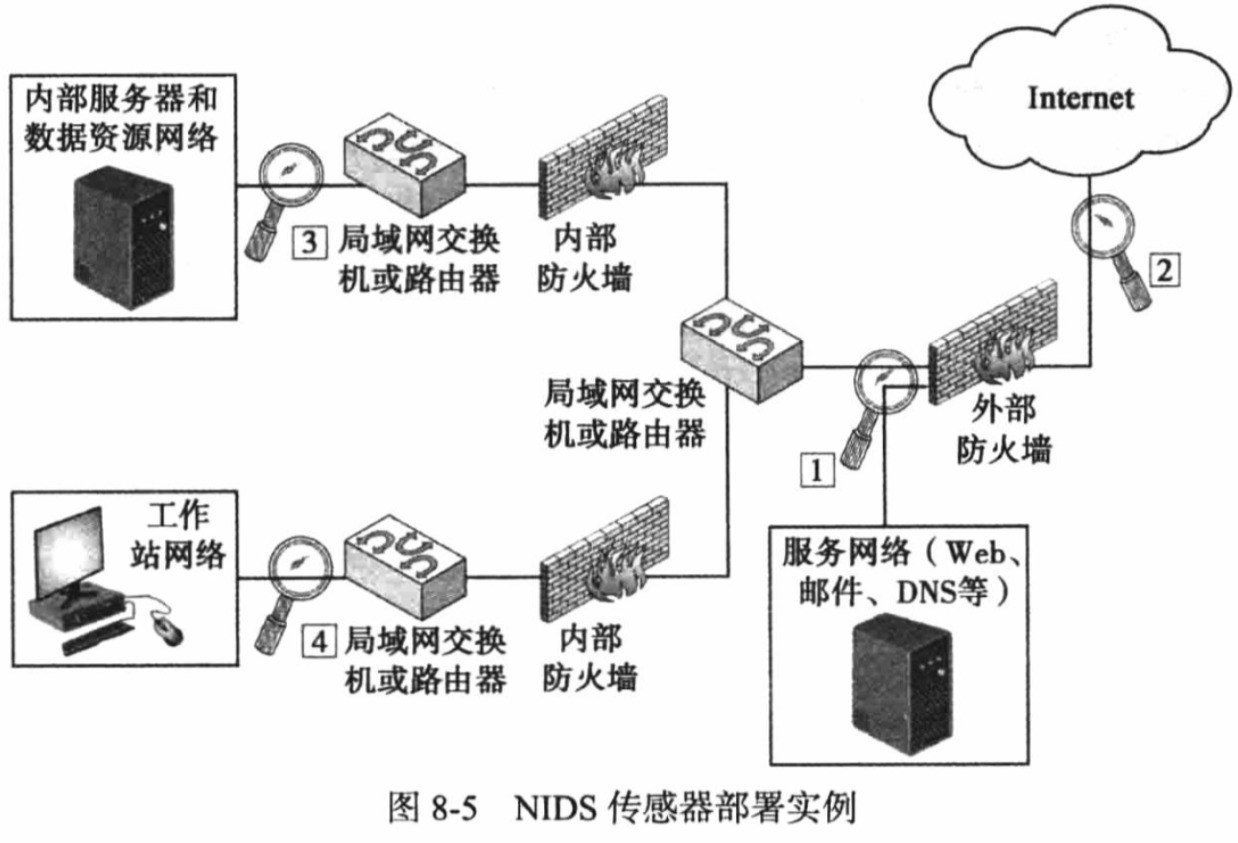 Internet
内部服务器和
数据资源网络
3
局域网交换
机或路由器
内部
防火墙
2
局域网交换
机或路由器
外部
防火墙
1
工作
站网络
4
局域网交换
机或路由器
内部
防火墙
服务网络（Web、
邮件、DNS等）
图 8-5 NIDS 传感器部署实例